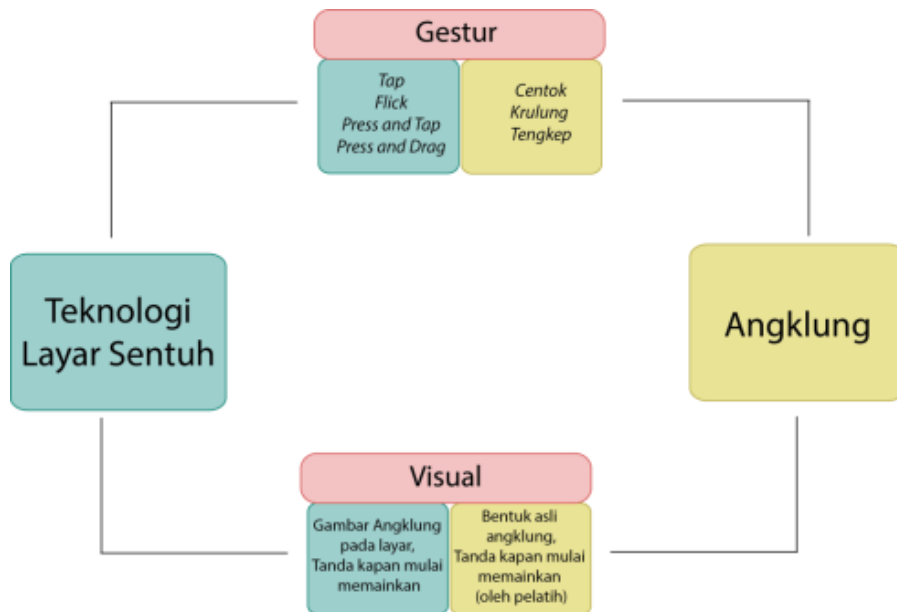 Gestur
Tap
Flick
Press and Tap
Press and Drag
Centok
Krulung
Tengkep
Teknologi
Layar Sentuh
Angklung
Visual
Gambar Angklung
pada layar,
Tanda kapan mulai
memainkan
Bentuk asli
angklung,
Tanda kapan mulai
memainkan
(oleh pelatih)